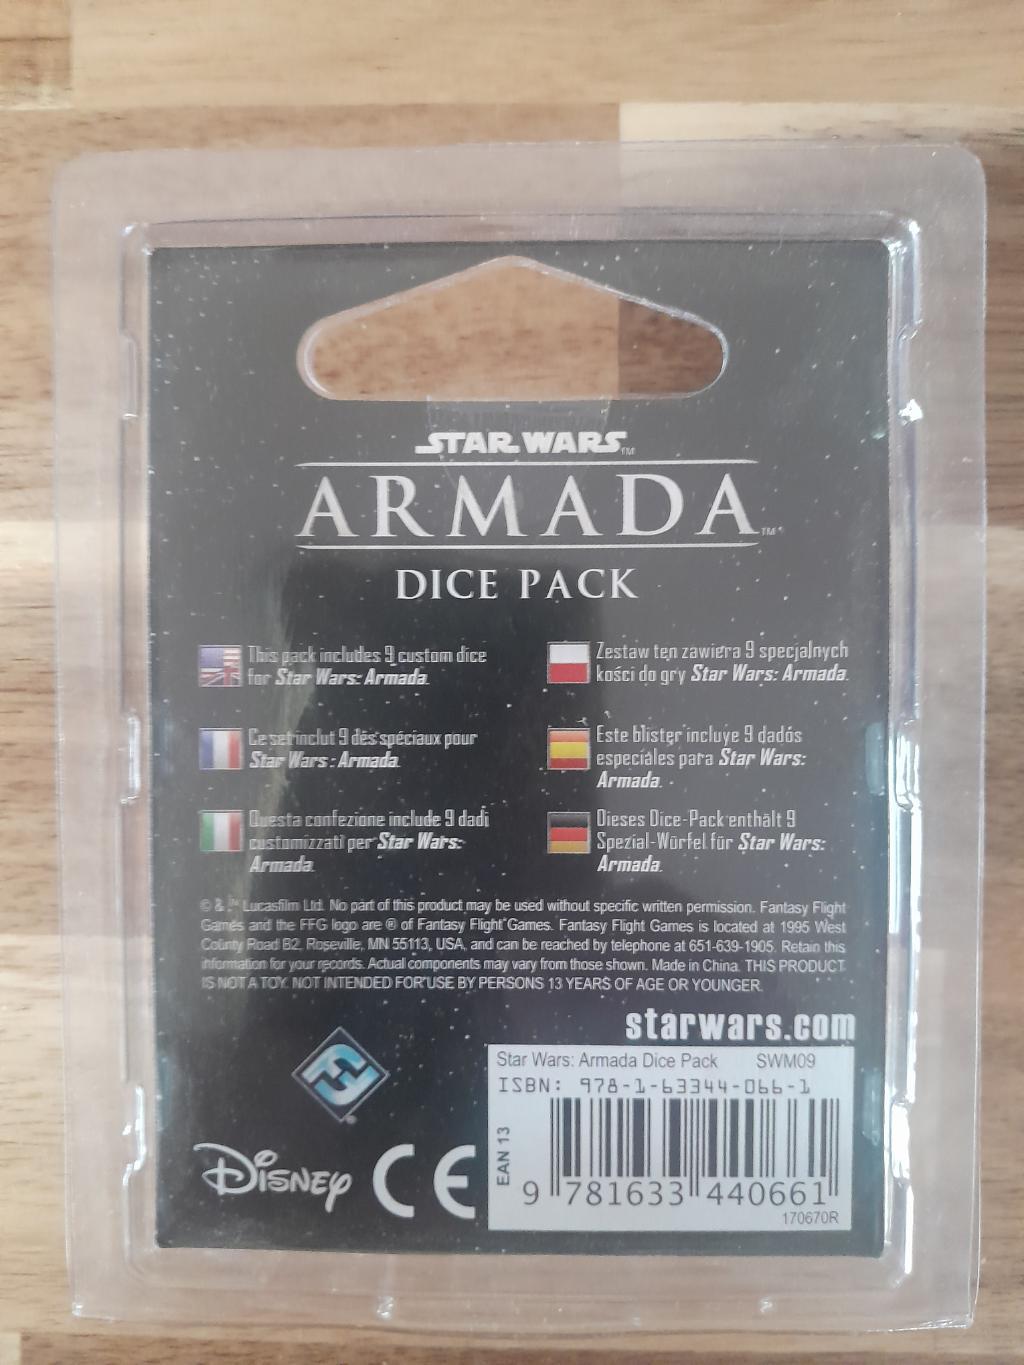 STAR WARS™
ARMADA™
DICE PACK
This pack includes 9 custom dice
for Star Wars: Armada.
Ce set inclut 9 dés spéciaux pour
Star Wars : Armada.
Questa confezione include 9 dadi
customizzati per Star Wars:
Armada.
Zestaw ten zawiera 9 specjalnych
kości do gry Star Wars: Armada.
Este blister incluye 9 dados
especiales para Star Wars:
Armada.
Dieses Dice-Pack enthält 9
Spezial-Würfel für Star Wars:
Armada.
© & ™ Lucasfilm Ltd. No part of this product may be used without specific written permission. Fantasy Flight
Games and the FFG logo are ® of Fantasy Flight Games. Fantasy Flight Games is located at 1995 West
County Road B2, Roseville, MN 55113, USA, and can be reached by telephone at 651-639-1905. Retain this
information for your records. Actual components may vary from those shown. Made in China. THIS PRODUCT
IS NOT A TOY. NOT INTENDED FOR USE BY PERSONS 13 YEARS OF AGE OR YOUNGER.
starwars.com
Star Wars: Armada Dice Pack SWM09
ISBN: 978-1-63344-066-1
EAN 13
9 781633 440661
170670R
DISNEY CE